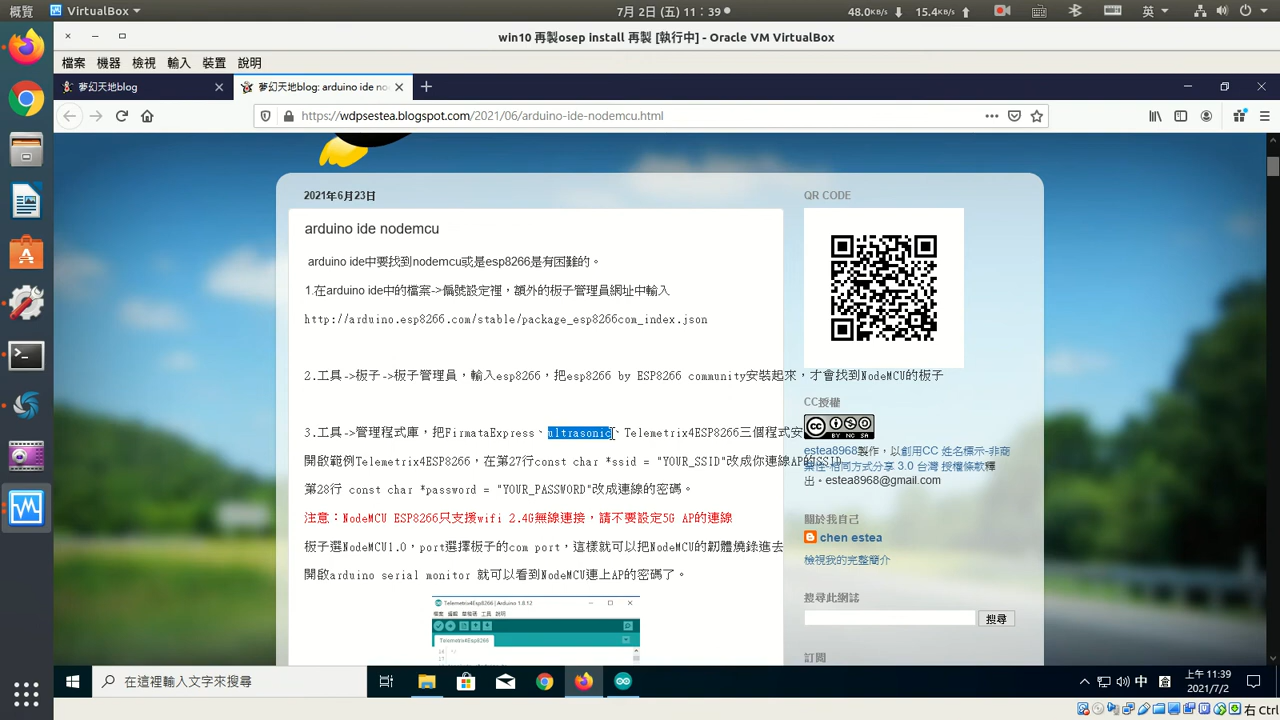 概覽
VirtualBox
7月 2日(五) 11:39
48.0KB/s
15.4KB/s
英
win10 再製osep install 再製 [執行中] - Oracle VM VirtualBox
檔案 機器 檢視 輸入 裝置 說明
夢幻天地blog
夢幻天地blog: arduino ide no
https://wdpsestea.blogspot.com/2021/06/arduino-ide-nodemcu.html
2021年6月23日
arduino ide nodemcu
arduino ide中要找到nodemcu或是esp8266是有困難的。
1.在arduino ide中的檔案->偏號設定裡，額外的板子管理員網址中輸入
http://arduino.esp8266.com/stable/package_esp8266com_index.json
2.工具->板子->板子管理員，輸入esp8266，把esp8266 by ESP8266 community安裝起來，才會找到NodeMCU的板子
3.工具->管理程式庫，把FirmataExpress、ultrasonic、Telemetrix4ESP8266三個程式安
開啟範例Telemetrix4ESP8266，在第27行const char *ssid = "YOUR_SSID"改成你連線AP的SSID
第28行 const char *password = "YOUR_PASSWORD"改成連線的密碼。
注意：NodeMCU ESP8266只支援wifi 2.4G無線連接，請不要設定5G AP的連線
板子選NodeMCU1.0，port選擇板子的com port，這樣就可以把NodeMCU的韌體燒錄進去
開啟arduino serial monitor 就可以看到NodeMCU連上AP的密碼了。
Telemetrix4Esp8266 | Arduino 1.8.12
檔案 編輯 草稿碼 工具 說明
Telemetrix4Esp8266
QR CODE
CC授權
BY NC SA
estea8968製作，以創用CC 姓名標示-非商
業性-相同方式分享 3.0 台灣 授權條款釋
出。estea8968@gmail.com
關於我自己
chen estea
檢視我的完整簡介
搜尋此網誌
搜尋
訂閱
在這裡輸入文字來搜尋
中
上午 11:39
2021/7/2
右 Ctrl